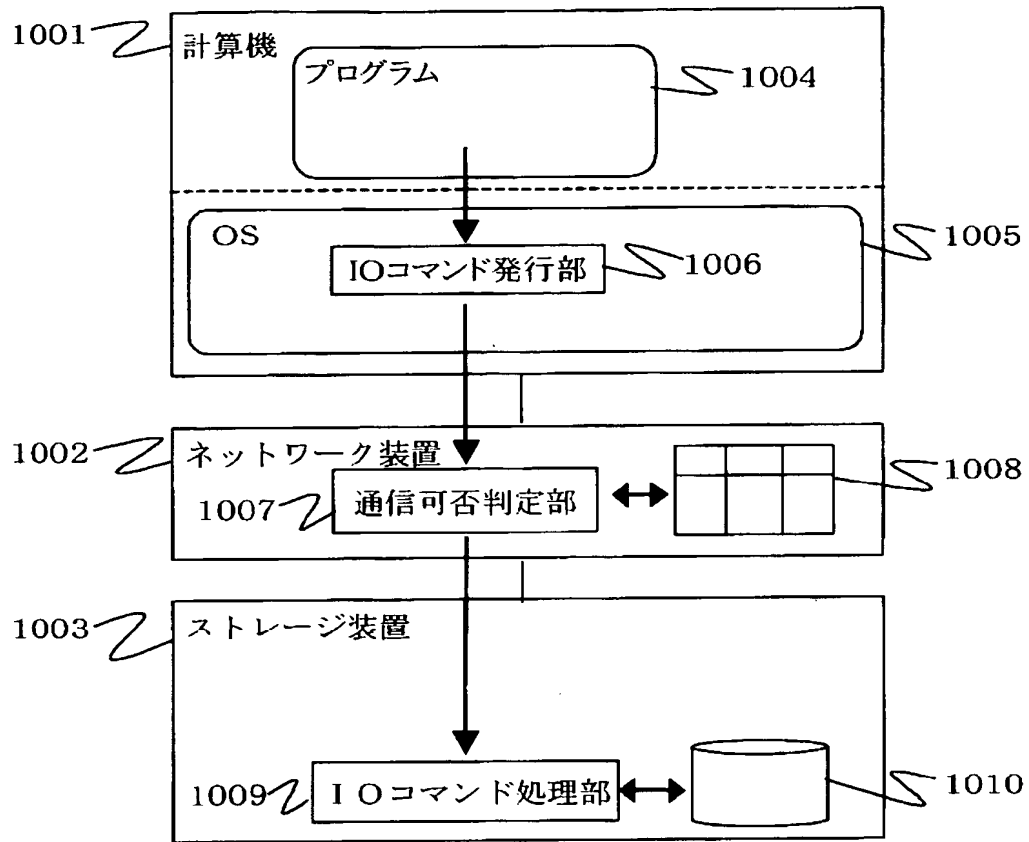 1001
計算機
プログラム
1004
OS
1005
IOコマンド発行部
1006
1002
ネットワーク装置
1007
通信可否判定部
1008
1003
ストレージ装置
1009
IOコマンド処理部
1010